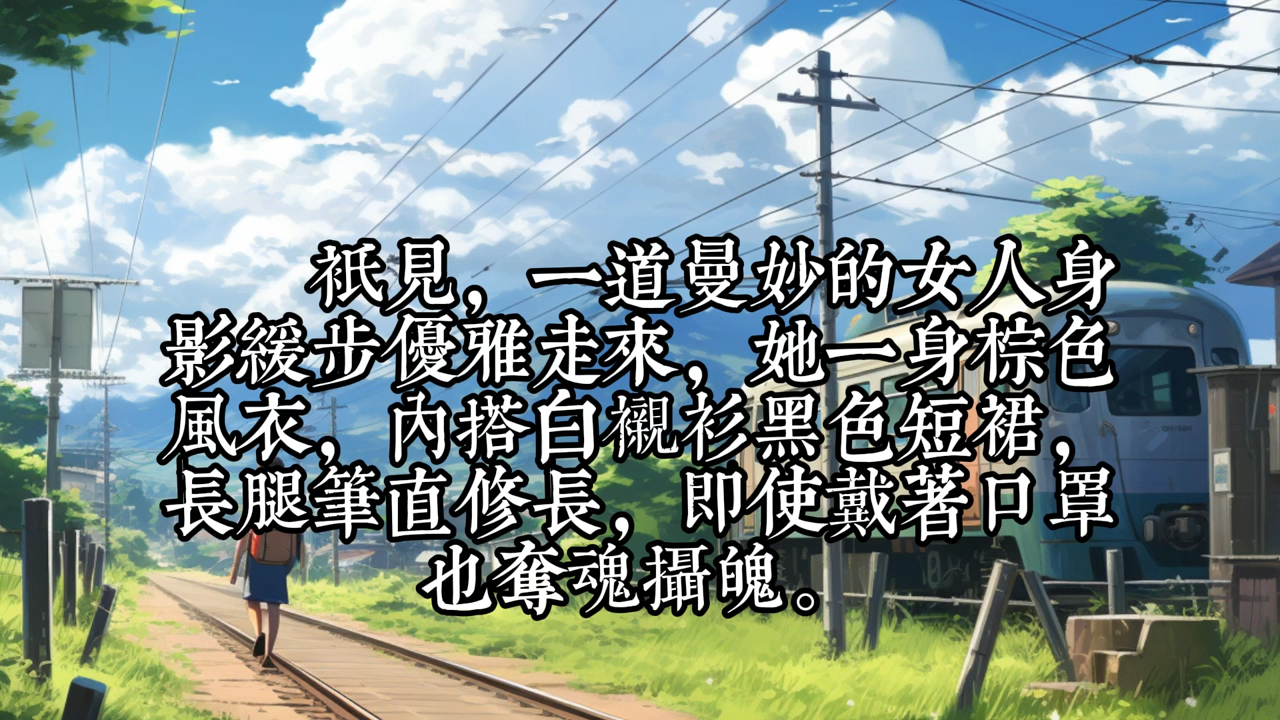 祇見，一道曼妙的女人身
影緩步優雅走來，她一身棕色
風衣，內搭白襯衫黑色短裙，
長腿筆直修長，即使戴著口罩
也奪魂攝魄。